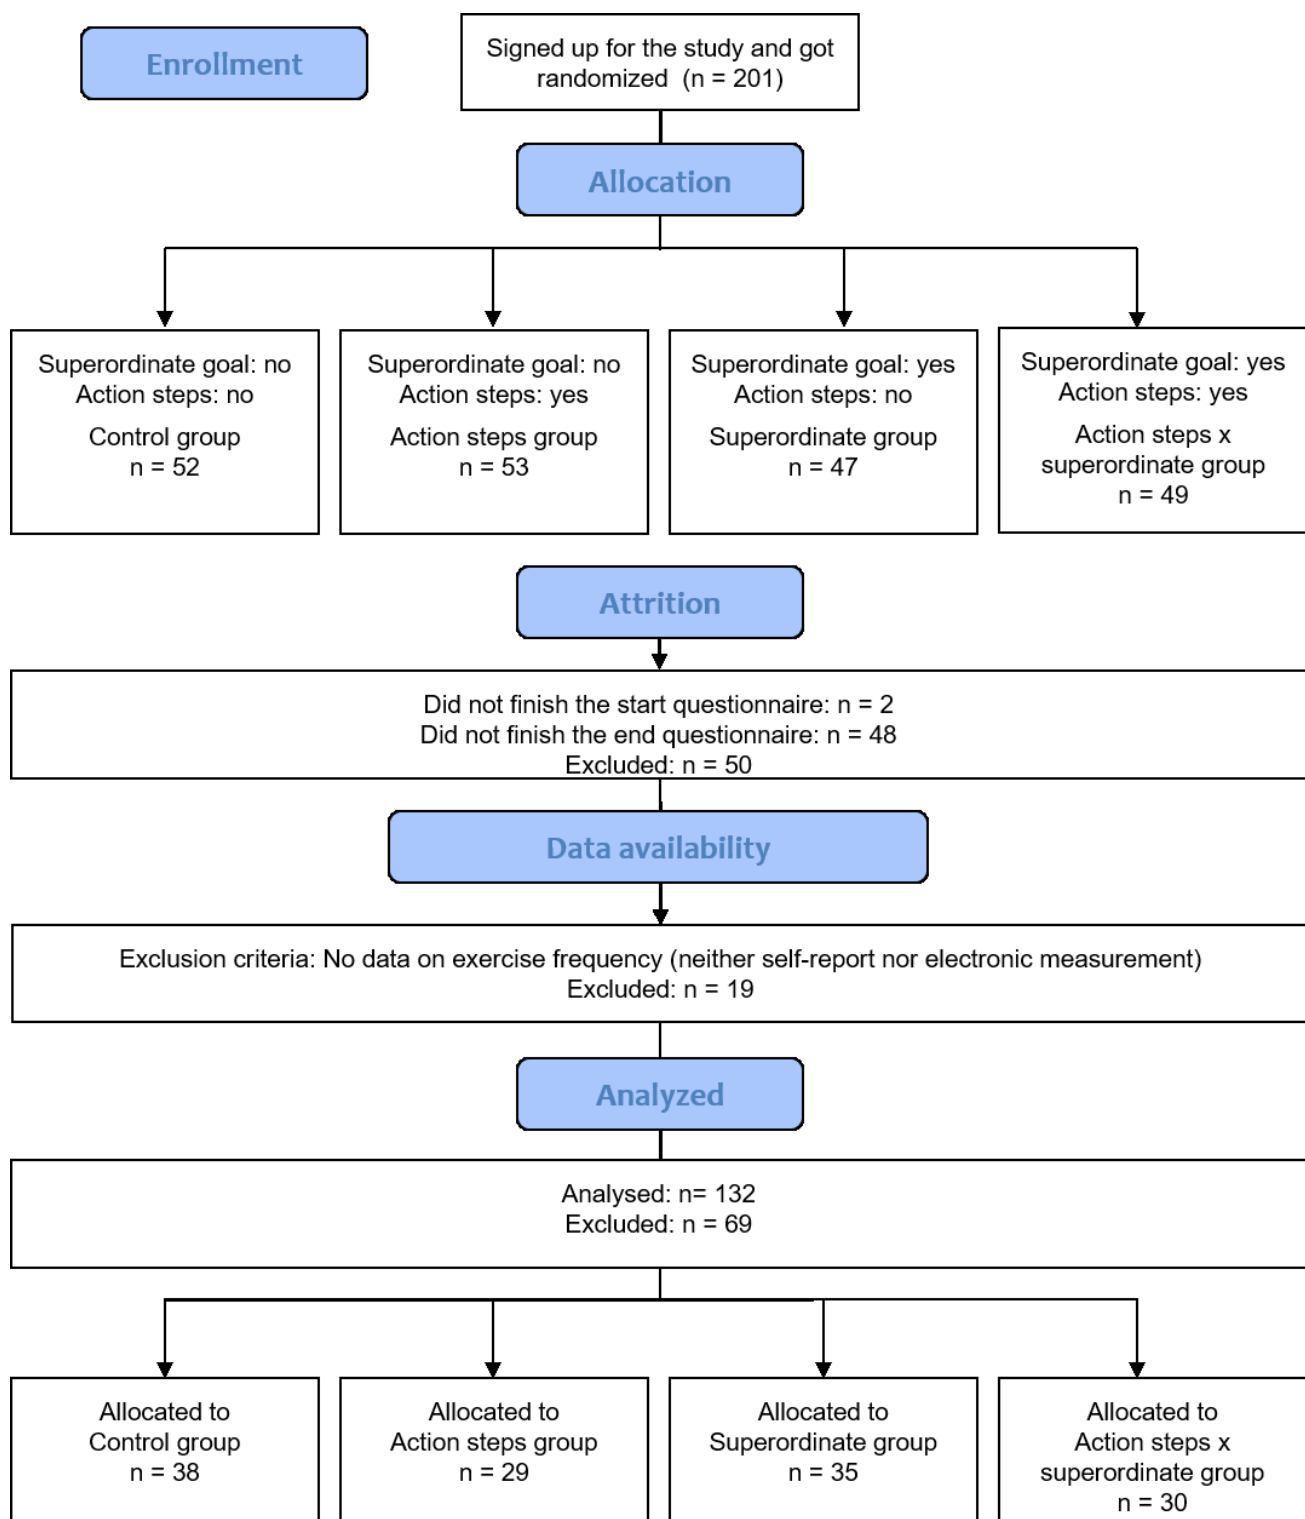 Enrollment
Signed up for the study and got
randomized  (n = 201)
Allocation
Superordinate goal: no
Action steps: no
Control group
n = 52
Superordinate goal: no
Action steps: yes
Action steps group
n = 53
Superordinate goal: yes
Action steps: no
Superordinate group
n = 47
Superordinate goal: yes
Action steps: yes
Action steps x
superordinate group
n = 49
Attrition
Did not finish the start questionnaire: n = 2
Did not finish the end questionnaire: n = 48
Excluded: n = 50
Data availability
Exclusion criteria: No data on exercise frequency (neither self-report nor electronic measurement)
Excluded: n = 19
Analyzed
Analysed: n= 132
Excluded: n = 69
Allocated to
Control group
n = 38
Allocated to
Action steps group
n = 29
Allocated to
Superordinate group
n = 35
Allocated to
Action steps x
superordinate group
n = 30